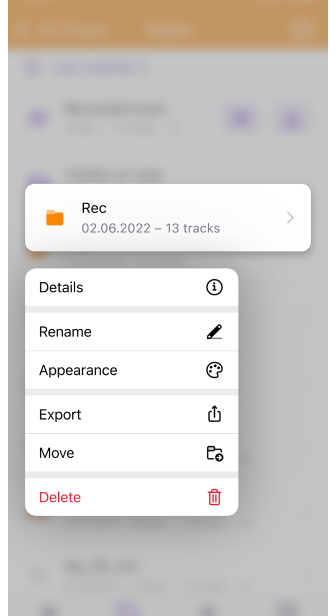 Rec
02.06.2022 – 13 tracks
Details
Rename
Appearance
Export
Move
Delete